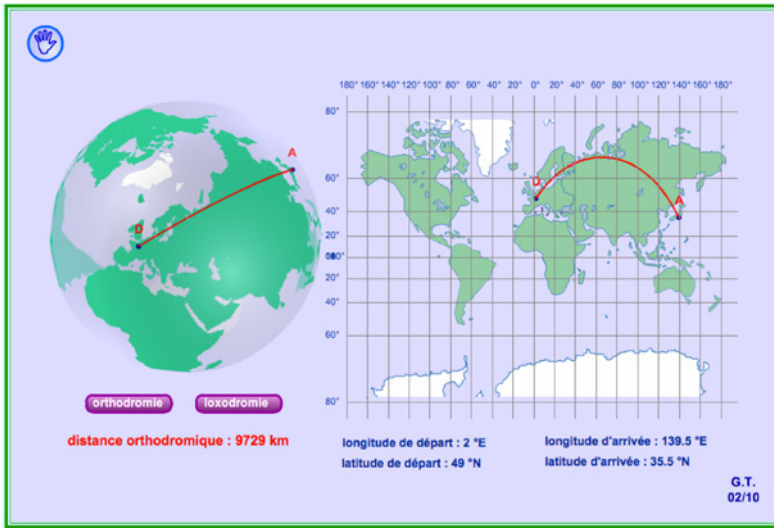 180° 160° 140° 120° 100° 80° 60° 40° 20° 0° 20° 40° 60° 80° 100° 120° 140° 160° 180°
80°
60°
40°
20°
20°
40°
60°
80°
A
D
D
A
orthodromie
loxodromie
distance orthodromique : 9729 km
longitude de départ : 2 °E
longitude d'arrivée : 139.5 °E
latitude de départ : 49 °N
latitude d'arrivée : 35.5 °N
G.T.
02/10